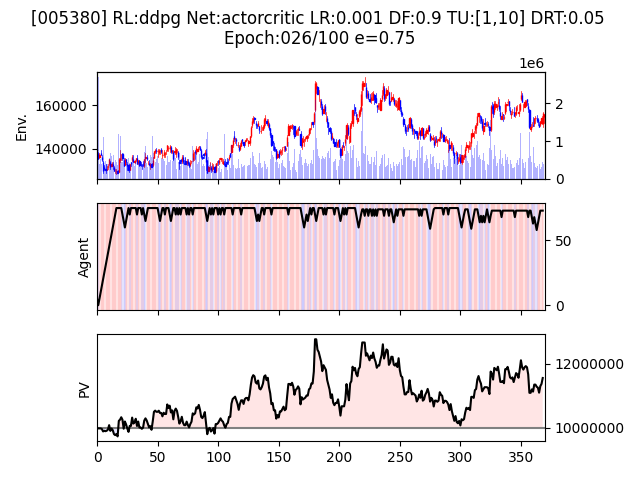 [005380] RL:ddpg Net:actorcritic LR:0.001 DF:0.9 TU:[1,10] DRT:0.05
Epoch:026/100 e=0.75
1e6
Env.
160000
140000
2
1
0
Agent
50
0
PV
12000000
10000000
0 50 100 150 200 250 300 350